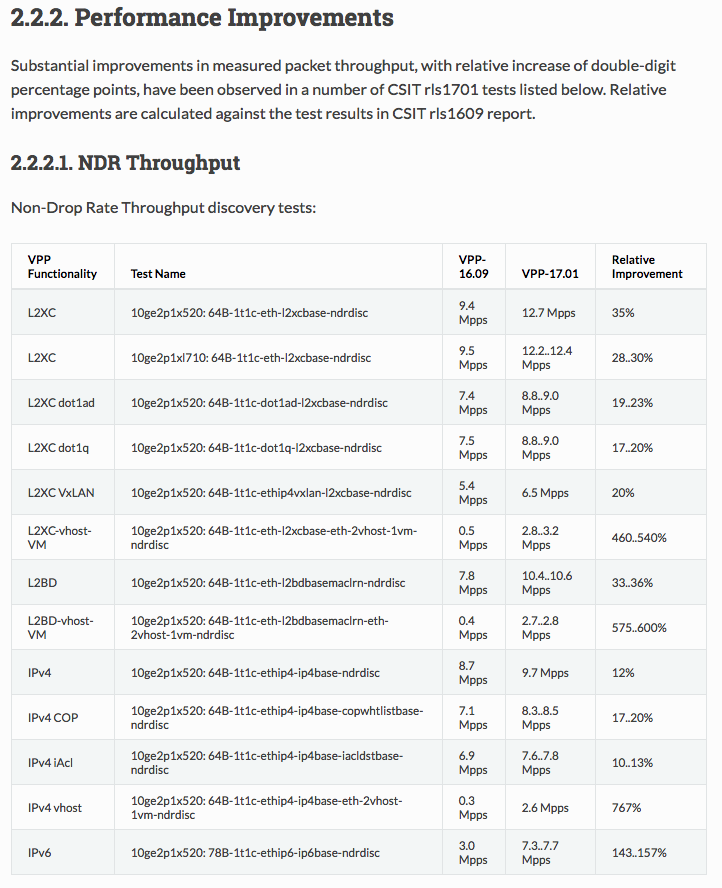 2.2.2. Performance Improvements
Substantial improvements in measured packet throughput, with relative increase of double-digit
percentage points, have been observed in a number of CSIT rls1701 tests listed below. Relative
improvements are calculated against the test results in CSIT rls1609 report.
2.2.2.1. NDR Throughput
Non-Drop Rate Throughput discovery tests:
VPP Functionality | Test Name | VPP-16.09 | VPP-17.01 | Relative Improvement
L2XC | 10ge2p1x520: 64B-1t1c-eth-l2xcbase-ndrdisc | 9.4 Mpps | 12.7 Mpps | 35%
L2XC | 10ge2p1xl710: 64B-1t1c-eth-l2xcbase-ndrdisc | 9.5 Mpps | 12.2..12.4 Mpps | 28..30%
L2XC dot1ad | 10ge2p1x520: 64B-1t1c-dot1ad-l2xcbase-ndrdisc | 7.4 Mpps | 8.8..9.0 Mpps | 19..23%
L2XC dot1q | 10ge2p1x520: 64B-1t1c-dot1q-l2xcbase-ndrdisc | 7.5 Mpps | 8.8..9.0 Mpps | 17..20%
L2XC VxLAN | 10ge2p1x520: 64B-1t1c-ethip4vxlan-l2xcbase-ndrdisc | 5.4 Mpps | 6.5 Mpps | 20%
L2XC-vhost-VM | 10ge2p1x520: 64B-1t1c-eth-l2xcbase-eth-2vhost-1vm-ndrdisc | 0.5 Mpps | 2.8..3.2 Mpps | 460..540%
L2BD | 10ge2p1x520: 64B-1t1c-eth-l2bdbasemaclrn-ndrdisc | 7.8 Mpps | 10.4..10.6 Mpps | 33..36%
L2BD-vhost-VM | 10ge2p1x520: 64B-1t1c-eth-l2bdbasemaclrn-eth-2vhost-1vm-ndrdisc | 0.4 Mpps | 2.7..2.8 Mpps | 575..600%
IPv4 | 10ge2p1x520: 64B-1t1c-ethip4-ip4base-ndrdisc | 8.7 Mpps | 9.7 Mpps | 12%
IPv4 COP | 10ge2p1x520: 64B-1t1c-ethip4-ip4base-copwhtlistbase-ndrdisc | 7.1 Mpps | 8.3..8.5 Mpps | 17..20%
IPv4 iAcl | 10ge2p1x520: 64B-1t1c-ethip4-ip4base-iacldstbase-ndrdisc | 6.9 Mpps | 7.6..7.8 Mpps | 10..13%
IPv4 vhost | 10ge2p1x520: 64B-1t1c-ethip4-ip4base-eth-2vhost-1vm-ndrdisc | 0.3 Mpps | 2.6 Mpps | 767%
IPv6 | 10ge2p1x520: 78B-1t1c-ethip6-ip6base-ndrdisc | 3.0 Mpps | 7.3..7.7 Mpps | 143..157%